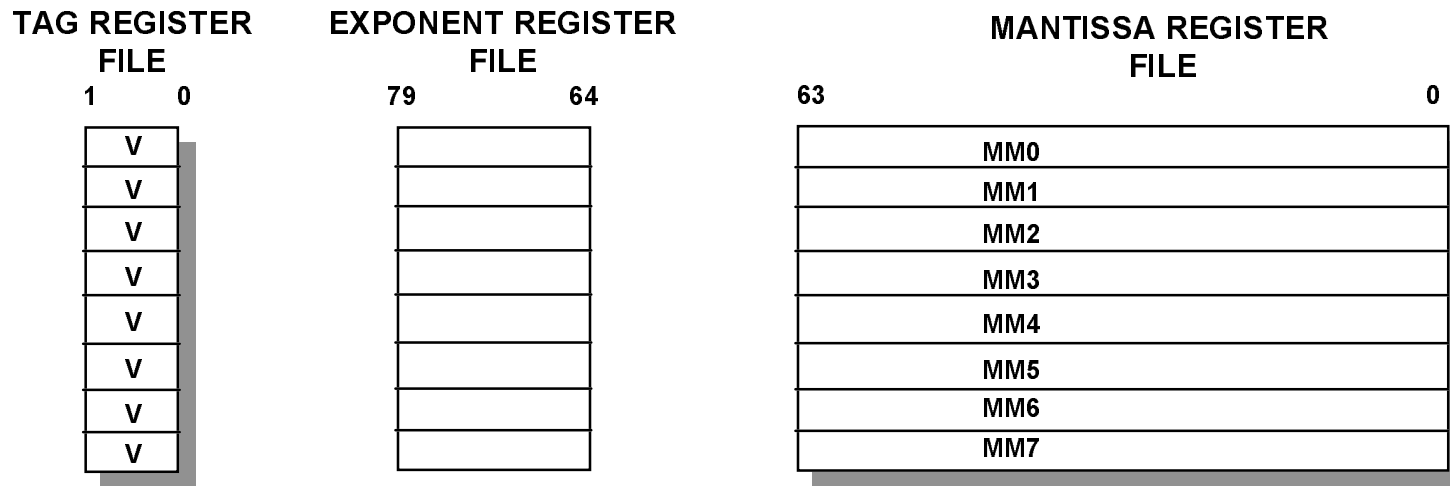 TAG REGISTER
FILE
EXPONENT REGISTER
FILE
MANTISSA REGISTER
FILE
1 0
79 64
63 0
V
V
V
V
V
V
V
V
MM0
MM1
MM2
MM3
MM4
MM5
MM6
MM7